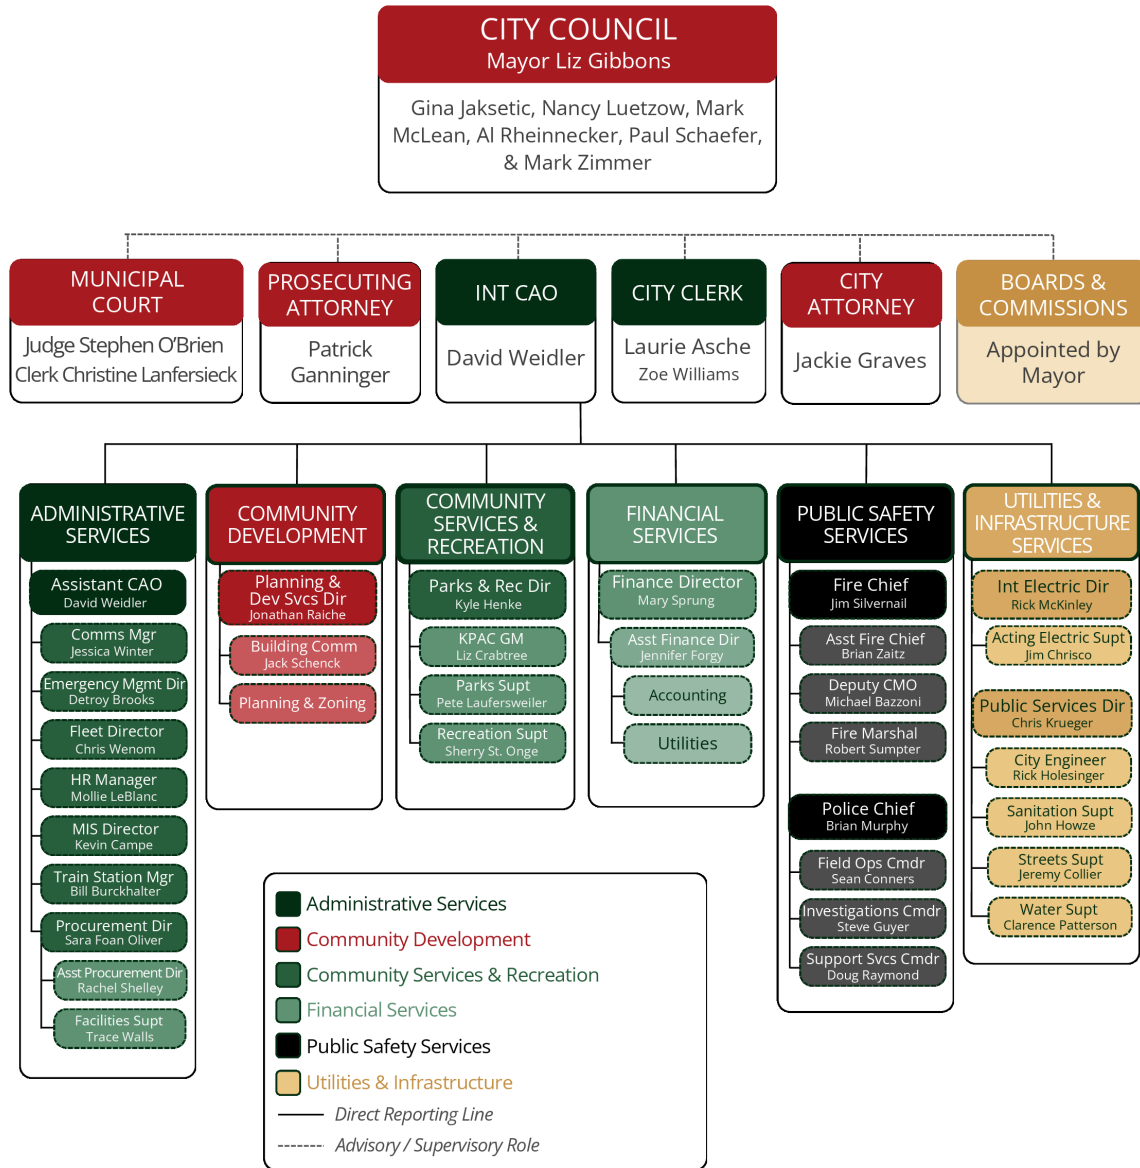 CITY COUNCIL
Mayor Liz Gibbons
Gina Jaksetic, Nancy Luetzow, Mark
McLean, Al Rheinnecker, Paul Schaefer,
& Mark Zimmer
MUNICIPAL
COURT
Judge Stephen O'Brien
Clerk Christine Lanfersieck
PROSECUTING
ATTORNEY
Patrick
Ganninger
INT CAO
David Weidler
CITY CLERK
Laurie Asche
Zoe Williams
CITY
ATTORNEY
Jackie Graves
BOARDS &
COMMISSIONS
Appointed by
Mayor
ADMINISTRATIVE
SERVICES
Assistant CAO
David Weidler
Comms Mgr
Jessica Winter
Emergency Mgmt Dir
Detroy Brooks
Fleet Director
Chris Wenom
HR Manager
Mollie LeBlanc
MIS Director
Kevin Campe
Train Station Mgr
Bill Burckhalter
Procurement Dir
Sara Foan Oliver
Asst Procurement Dir
Rachel Shelley
Facilities Supt
Trace Walls
COMMUNITY
DEVELOPMENT
Planning &
Dev Svcs Dir
Jonathan Raiche
Building Comm
Jack Schenck
Planning & Zoning
COMMUNITY
SERVICES &
RECREATION
Parks & Rec Dir
Kyle Henke
KPAC GM
Liz Crabtree
Parks Supt
Pete Laufersweiler
Recreation Supt
Sherry St. Onge
FINANCIAL
SERVICES
Finance Director
Mary Sprung
Asst Finance Dir
Jennifer Forgy
Accounting
Utilities
PUBLIC SAFETY
SERVICES
Fire Chief
Jim Silvernail
Asst Fire Chief
Brian Zaitz
Deputy CMO
Michael Bazzoni
Fire Marshal
Robert Sumpter
Police Chief
Brian Murphy
Field Ops Cmdr
Sean Conners
Investigations Cmdr
Steve Guyer
Support Svcs Cmdr
Doug Raymond
UTILITIES &
INFRASTRUCTURE
SERVICES
Int Electric Dir
Rick McKinley
Acting Electric Supt
Jim Chrisco
Public Services Dir
Chris Krueger
City Engineer
Rick Holesinger
Sanitation Supt
John Howze
Streets Supt
Jeremy Collier
Water Supt
Clarence Patterson
Administrative Services
Community Development
Community Services & Recreation
Financial Services
Public Safety Services
Utilities & Infrastructure
Direct Reporting Line
Advisory / Supervisory Role